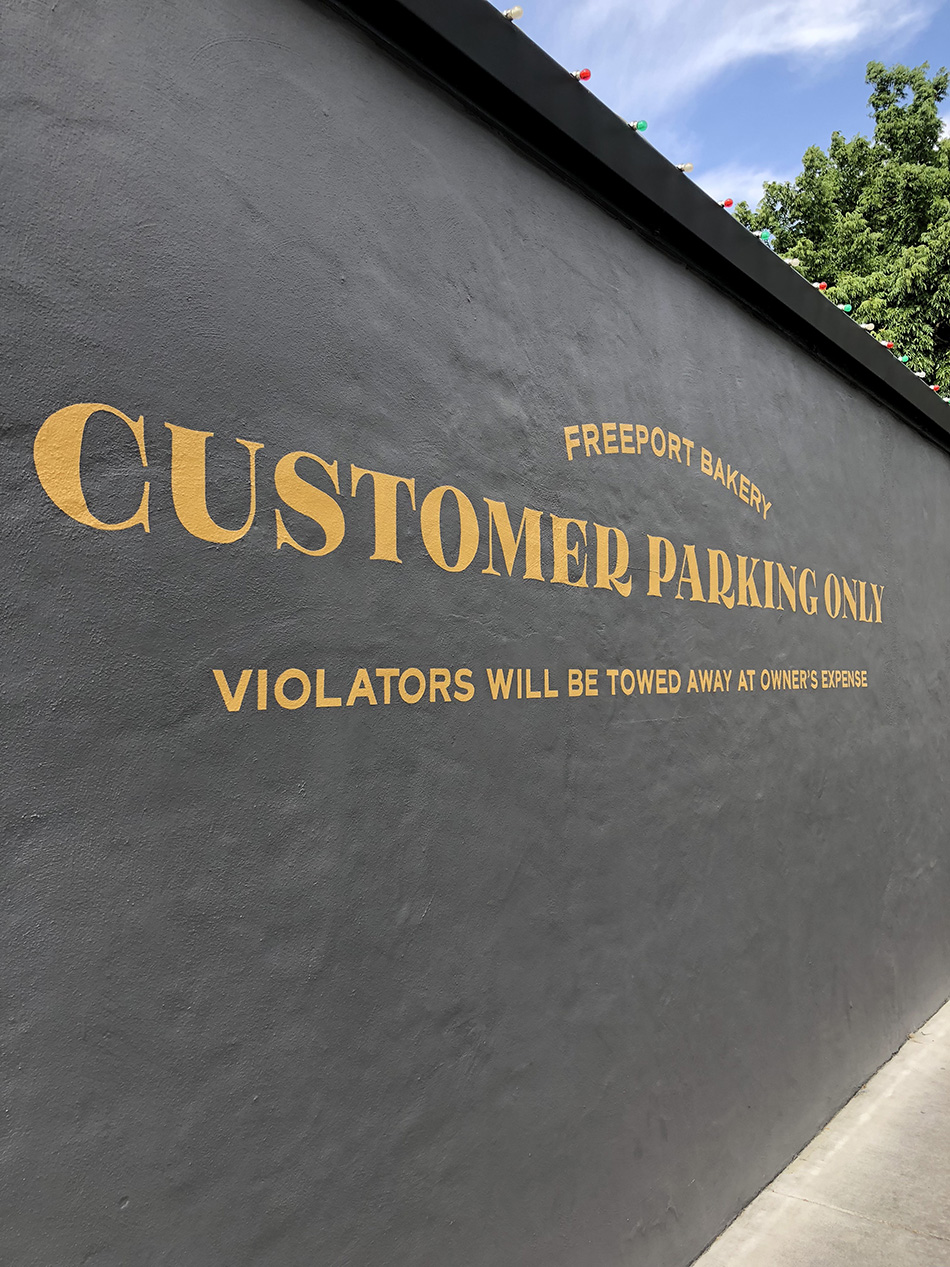 FREEPORT BAKERY
CUSTOMER PARKING ONLY
VIOLATORS WILL BE TOWED AWAY AT OWNER'S EXPENSE